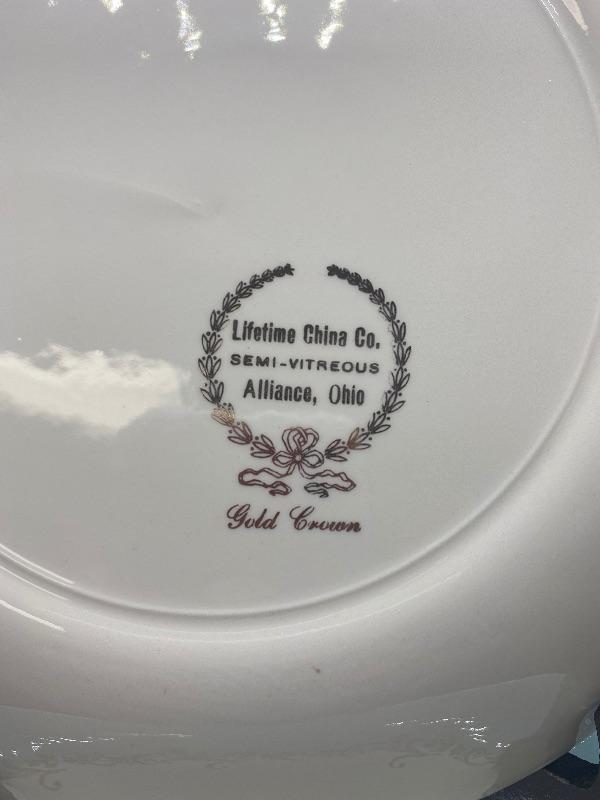 Lifetime China Co.
SEMI-VITREOUS
Alliance, Ohio
Gold Crown